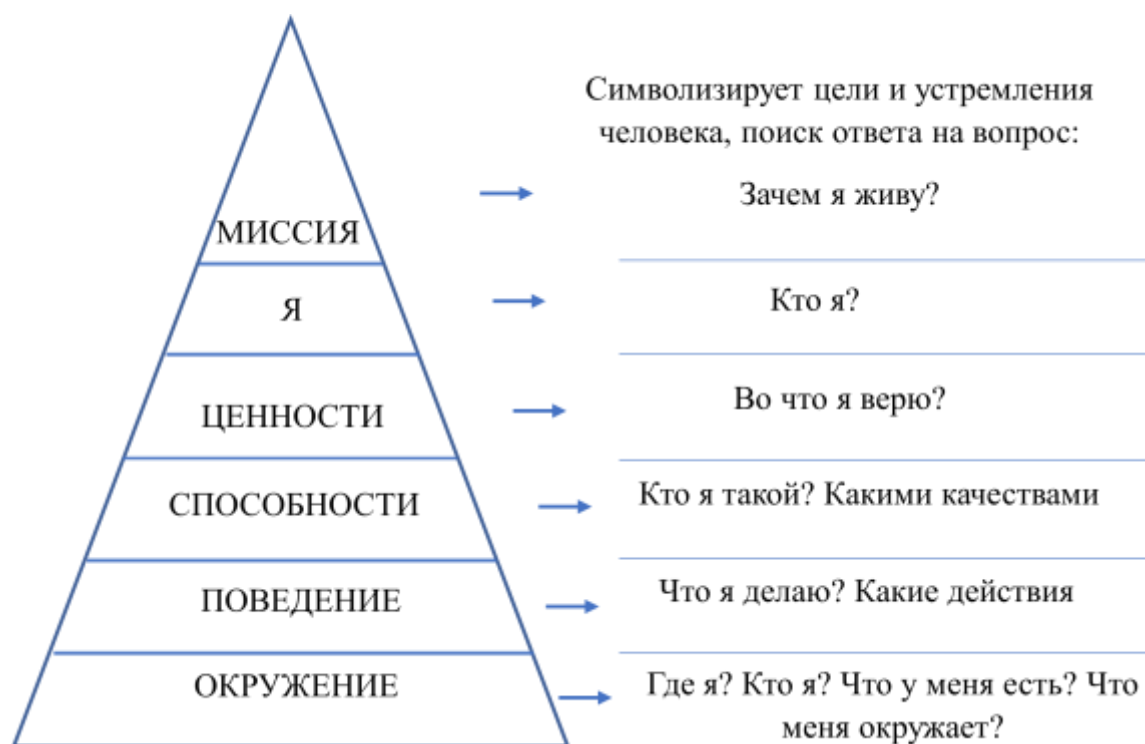 Символизирует цели и устремления
человека, поиск ответа на вопрос:
Зачем я живу?
МИССИЯ
Я
Кто я?
ЦЕННОСТИ
Во что я верю?
СПОСОБНОСТИ
Кто я такой? Какими качествами
ПОВЕДЕНИЕ
Что я делаю? Какие действия
ОКРУЖЕНИЕ
Где я? Кто я? Что у меня есть? Что
меня окружает?